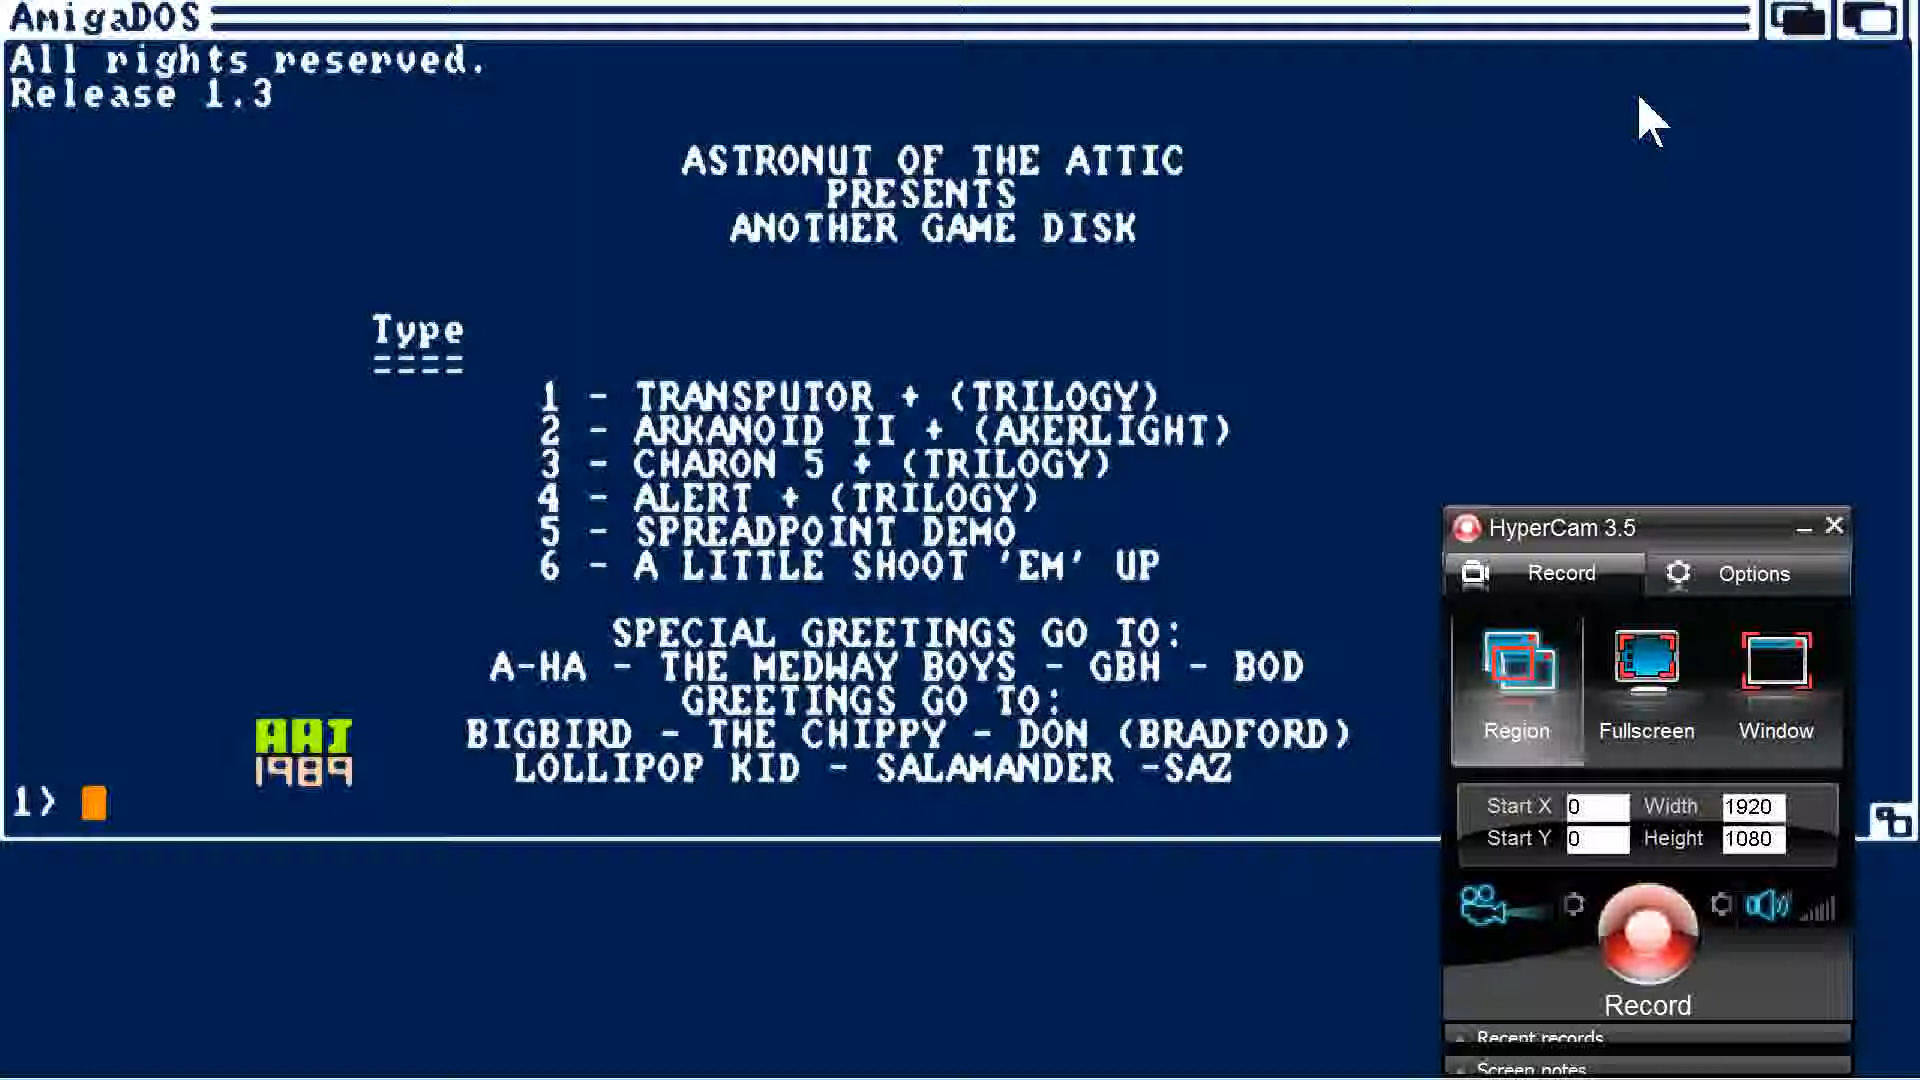 AmigaDOS
All rights reserved.
Release 1.3
ASTRONUT OF THE ATTIC
PRESENTS
ANOTHER GAME DISK
Type
====
1 - TRANSPUTOR + (TRILOGY)
2 - ARKANOID II + (AKERLIGHT)
3 - CHARON 5 + (TRILOGY)
4 - ALERT + (TRILOGY)
5 - SPREADPOINT DEMO
6 - A LITTLE SHOOT 'EM' UP
SPECIAL GREETINGS GO TO:
A-HA - THE MEDWAY BOYS - GBH - BOD
GREETINGS GO TO:
BIGBIRD - THE CHIPPY - DON (BRADFORD)
LOLLIPOP KID - SALAMANDER -SAZ
1989
1>
HyperCam 3.5
Record Options
Region Fullscreen Window
Start X 0 Width 1920
Start Y 0 Height 1080
Record
Recent records
Screen notes